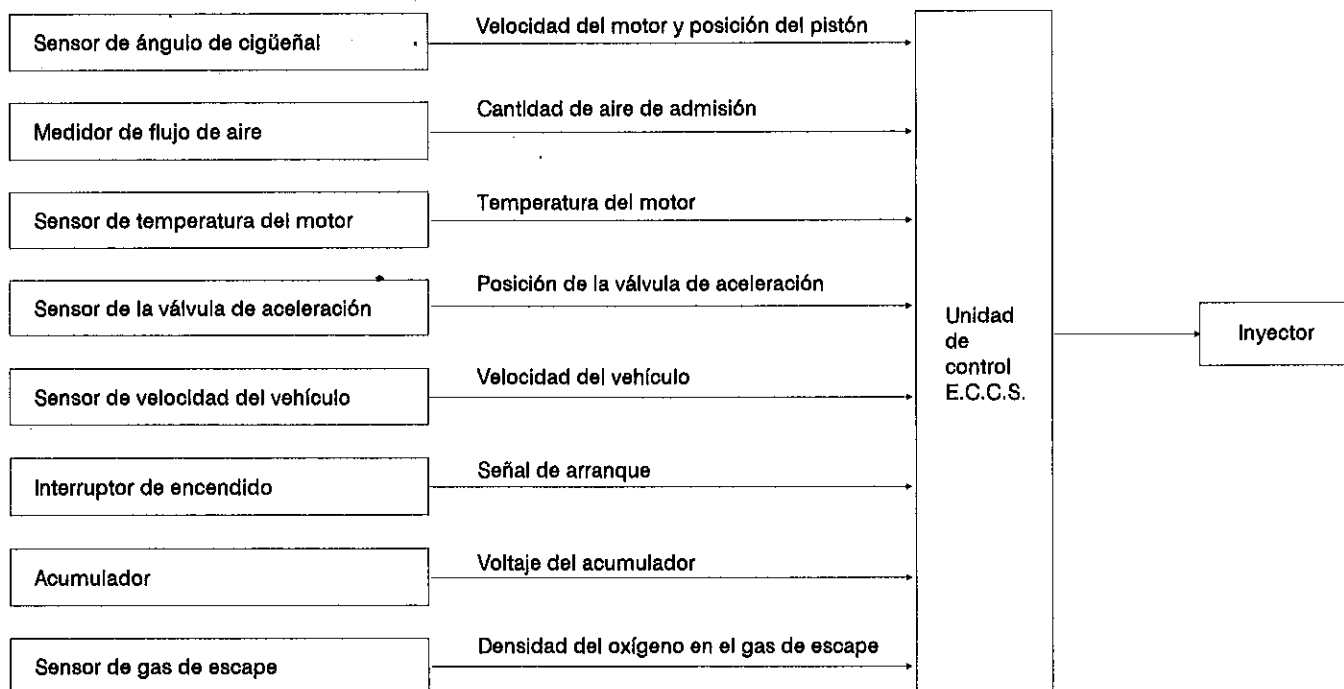 Sensor de ángulo de cigüeñal
Velocidad del motor y posición del pistón
Medidor de flujo de aire
Cantidad de aire de admisión
Sensor de temperatura del motor
Temperatura del motor
Sensor de la válvula de aceleración
Posición de la válvula de aceleración
Sensor de velocidad del vehículo
Velocidad del vehículo
Interruptor de encendido
Señal de arranque
Acumulador
Voltaje del acumulador
Sensor de gas de escape
Densidad del oxígeno en el gas de escape
Unidad
de
control
E.C.C.S.
Inyector